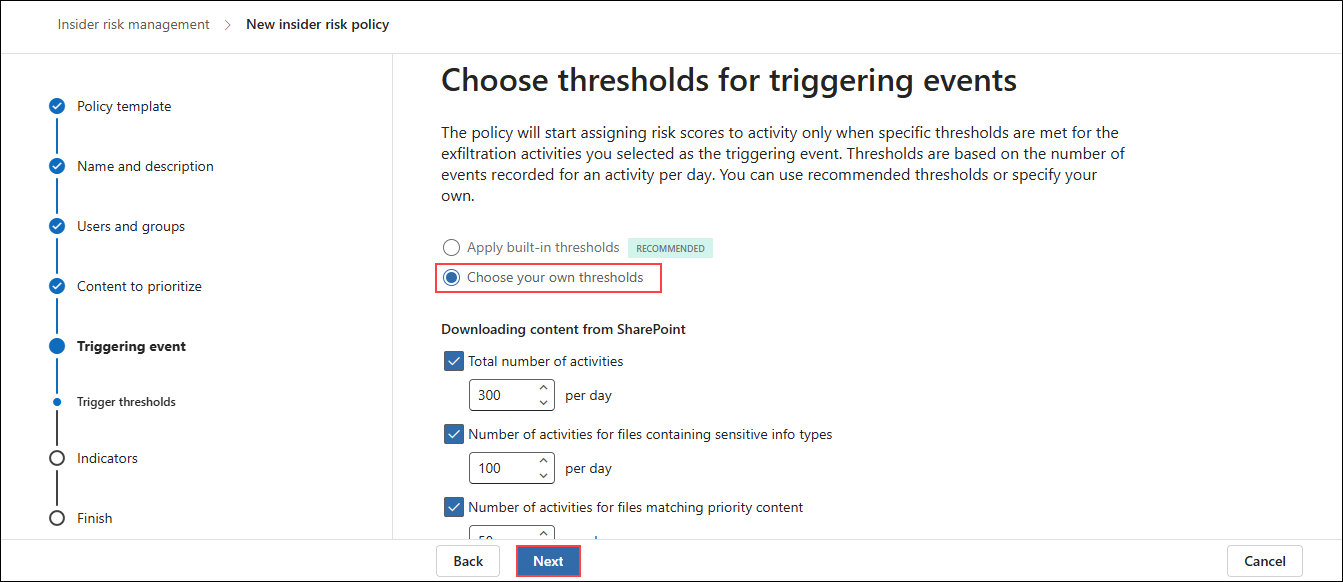 Insider risk management > New insider risk policy
Policy template
Name and description
Users and groups
Content to prioritize
Triggering event
Trigger thresholds
Indicators
Finish
Choose thresholds for triggering events
The policy will start assigning risk scores to activity only when specific thresholds are met for the
exfiltration activities you selected as the triggering event. Thresholds are based on the number of
events recorded for an activity per day. You can use recommended thresholds or specify your
own.
Apply built-in thresholds RECOMMENDED
Choose your own thresholds
Downloading content from SharePoint
Total number of activities
300 per day
Number of activities for files containing sensitive info types
100 per day
Number of activities for files matching priority content
Back Next Cancel